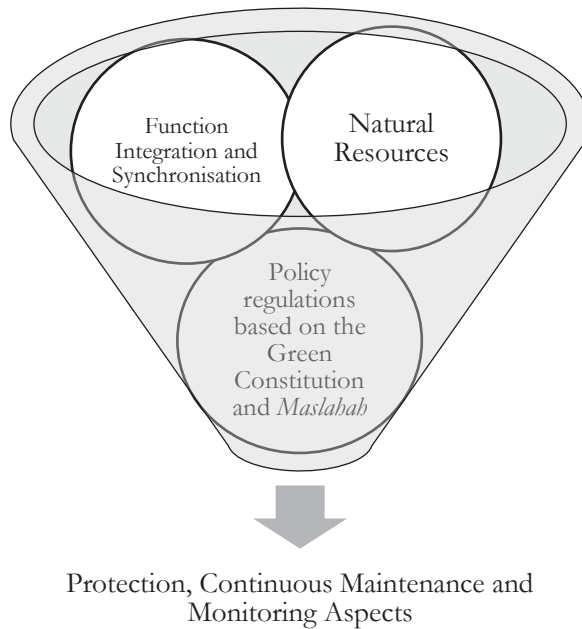 Function
Integration and
Synchronisation
Natural
Resources
Policy
regulations
based on the
Green
Constitution
and Maslahah
Protection, Continuous Maintenance and
Monitoring Aspects